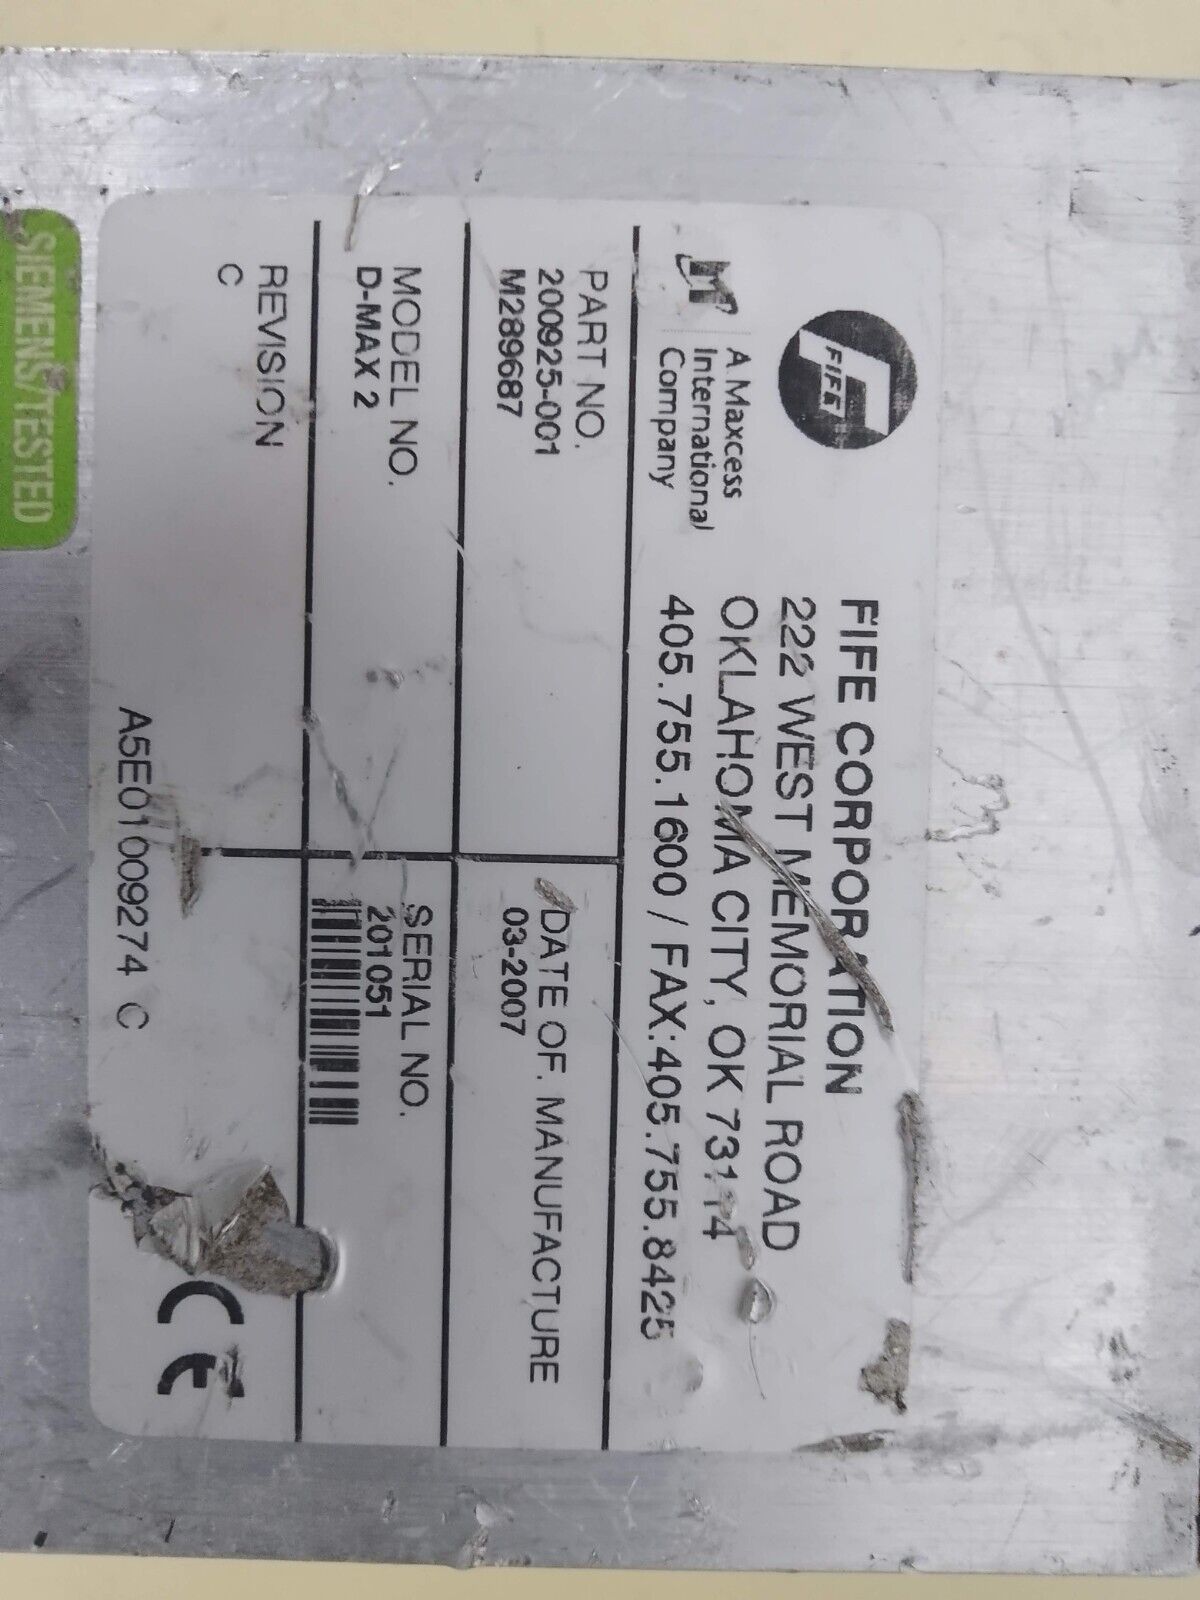 FIFE
FIFE CORPORATION
222 WEST MEMORIAL ROAD
OKLAHOMA CITY, OK 73114
405.755.1600 / FAX:405.755.8425
A Maxcess
International
Company
PART NO.
200925-001
M289687
DATE OF. MANUFACTURE
03-2007
MODEL NO.
D-MAX 2
SERIAL NO.
201051
REVISION
C
A5E01009274 C
CE
SIEMENS/TESTED